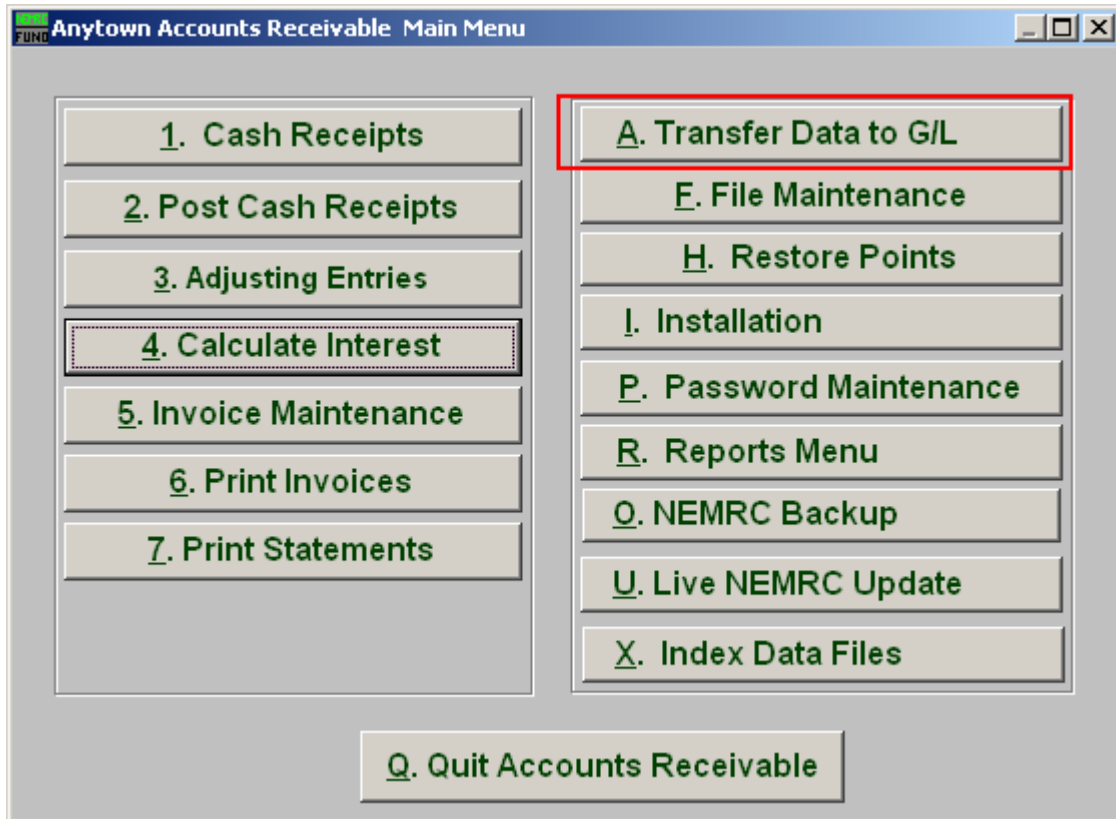 NEMRC
FUND
Anytown Accounts Receivable Main Menu
1. Cash Receipts
2. Post Cash Receipts
3. Adjusting Entries
4. Calculate Interest
5. Invoice Maintenance
6. Print Invoices
7. Print Statements
A. Transfer Data to G/L
F. File Maintenance
H. Restore Points
I. Installation
P. Password Maintenance
R. Reports Menu
O. NEMRC Backup
U. Live NEMRC Update
X. Index Data Files
Q. Quit Accounts Receivable